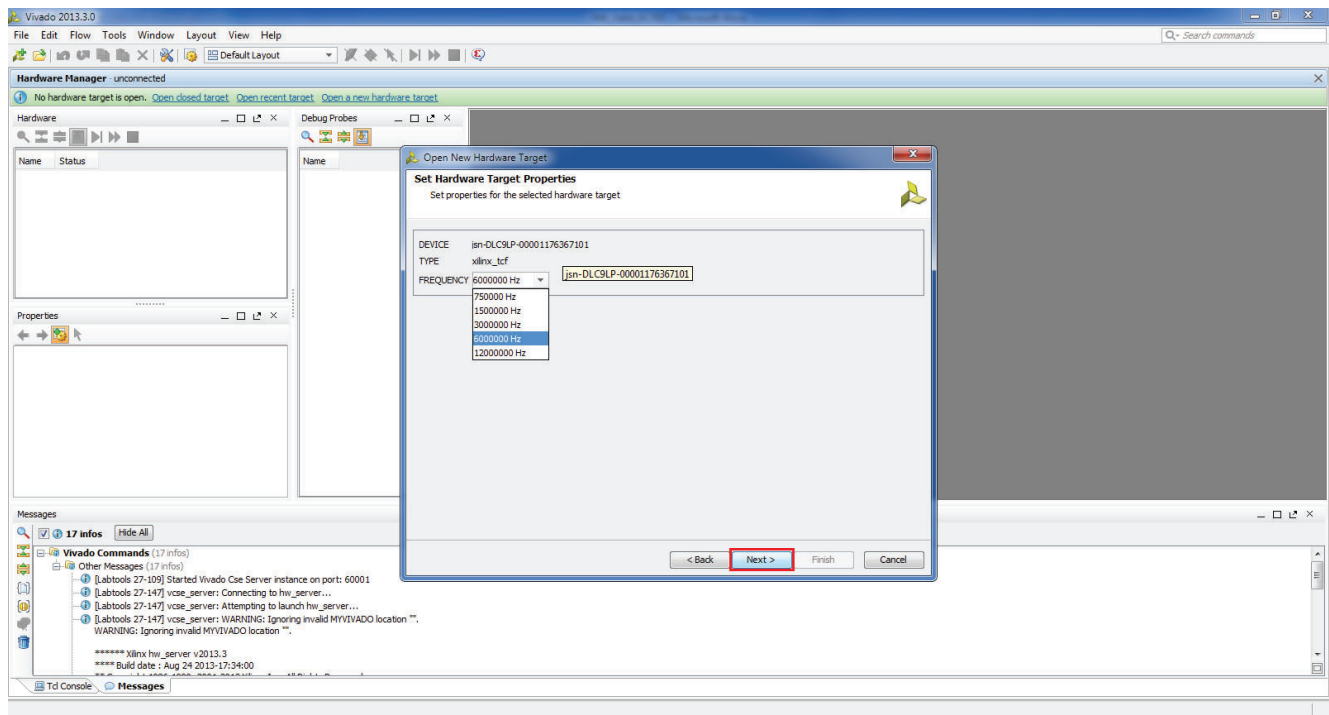 Vivado 2013.3.0
File Edit Flow Tools Window Layout View Help
Q- Search commands
Default Layout
Hardware Manager - unconnected
No hardware target is open. Open closed target Open recent target Open a new hardware target
Hardware
Debug Probes
Name Status
Name
Open New Hardware Target
Set Hardware Target Properties
Set properties for the selected hardware target
DEVICE jsn-DLC9LP-00001176367101
TYPE xilinx_tcf
FREQUENCY 6000000 Hz
jsn-DLC9LP-00001176367101
750000 Hz
1500000 Hz
3000000 Hz
6000000 Hz
12000000 Hz
Properties
< Back Next > Finish Cancel
Messages
17 infos Hide All
Vivado Commands (17 infos)
Other Messages (17 infos)
[Labtools 27-109] Started Vivado Cse Server instance on port: 60001
[Labtools 27-147] vcse_server: Connecting to hw_server...
[Labtools 27-147] vcse_server: Attempting to launch hw_server...
[Labtools 27-147] vcse_server: WARNING: Ignoring invalid MYVIVADO location "".
WARNING: Ignoring invalid MYVIVADO location "".
****** Xilinx hw_server v2013.3
**** Build date : Aug 24 2013-17:34:00
Tcl Console Messages